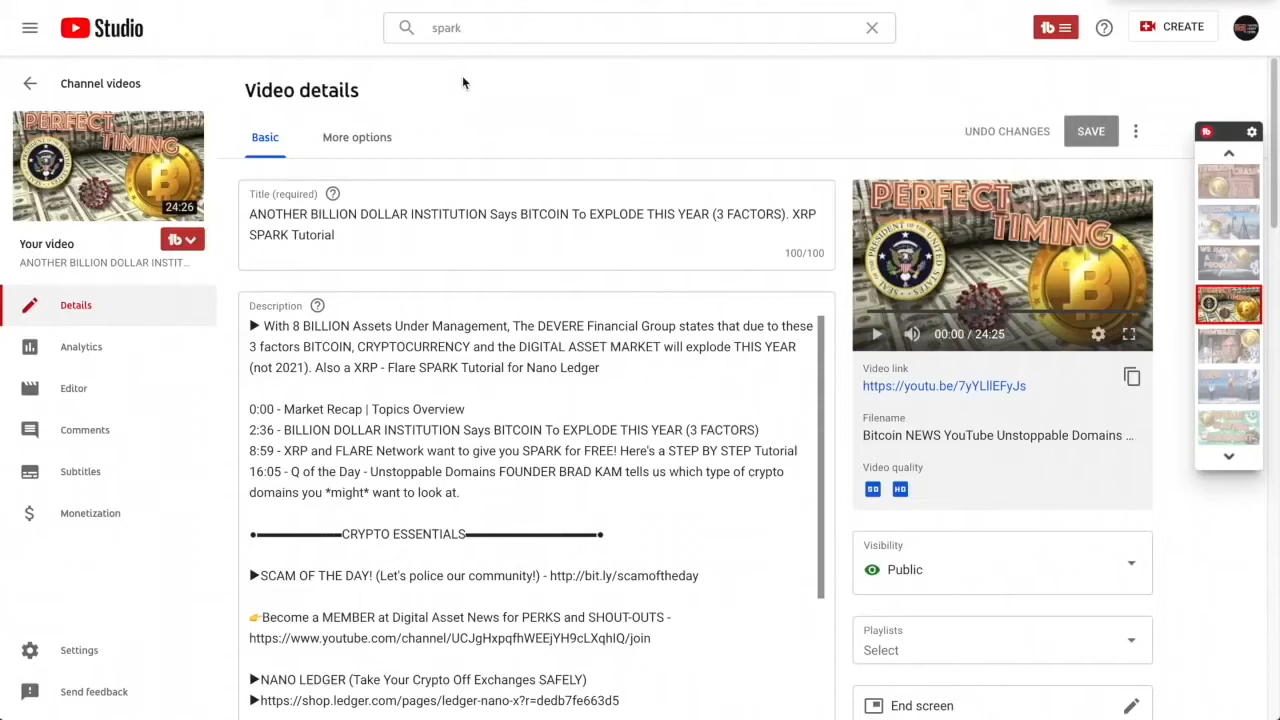 Studio
spark
CREATE
Channel videos
PERFECT
TIMING
24:26
Your video
ANOTHER BILLION DOLLAR INSTIT...
Details
Analytics
Editor
Comments
Subtitles
Monetization
Settings
Send feedback
Video details
Basic
More options
UNDO CHANGES
SAVE
Title (required)
ANOTHER BILLION DOLLAR INSTITUTION Says BITCOIN To EXPLODE THIS YEAR (3 FACTORS). XRP
SPARK Tutorial
100/100
Description
▶ With 8 BILLION Assets Under Management, The DEVERE Financial Group states that due to these
3 factors BITCOIN, CRYPTOCURRENCY and the DIGITAL ASSET MARKET will explode THIS YEAR
(not 2021). Also a XRP - Flare SPARK Tutorial for Nano Ledger
0:00 - Market Recap | Topics Overview
2:36 - BILLION DOLLAR INSTITUTION Says BITCOIN To EXPLODE THIS YEAR (3 FACTORS)
8:59 - XRP and FLARE Network want to give you SPARK for FREE! Here's a STEP BY STEP Tutorial
16:05 - Q of the Day - Unstoppable Domains FOUNDER BRAD KAM tells us which type of crypto
domains you *might* want to look at.
●▬▬▬▬▬▬CRYPTO ESSENTIALS▬▬▬▬▬▬▬▬▬●
▶SCAM OF THE DAY! (Let's police our community!) - http://bit.ly/scamoftheday
👉Become a MEMBER at Digital Asset News for PERKS and SHOUT-OUTS -
https://www.youtube.com/channel/UCJgHxpqfhWEEjYH9cLXqhIQ/join
▶NANO LEDGER (Take Your Crypto Off Exchanges SAFELY)
▶https://shop.ledger.com/pages/ledger-nano-x?r=dedb7fe663d5
PERFECT
TIMING
00:00 / 24:25
Video link
https://youtu.be/7yYLllEFyJs
Filename
Bitcoin NEWS YouTube Unstoppable Domains ...
Video quality
SD HD
Visibility
Public
Playlists
Select
End screen